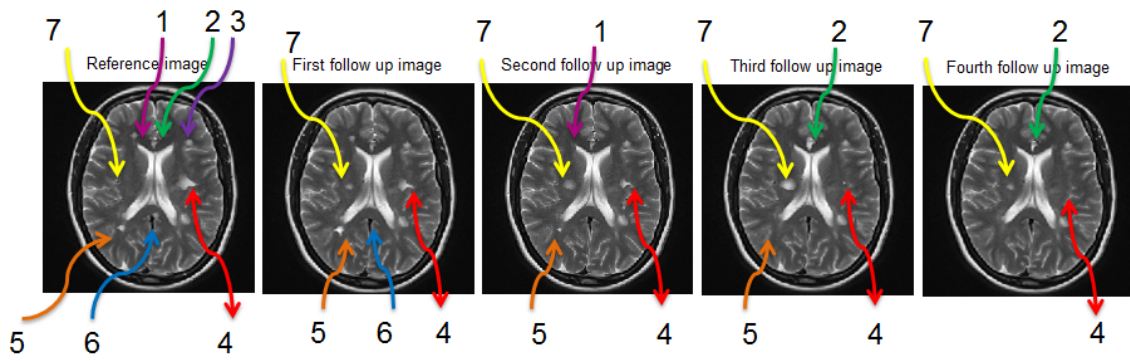 7 1 2 3
Reference image
5 6 4
7
First follow up image
5 6 4
7 1
Second follow up image
5 4
7 2
Third follow up image
4
7 2
Fourth follow up image
4